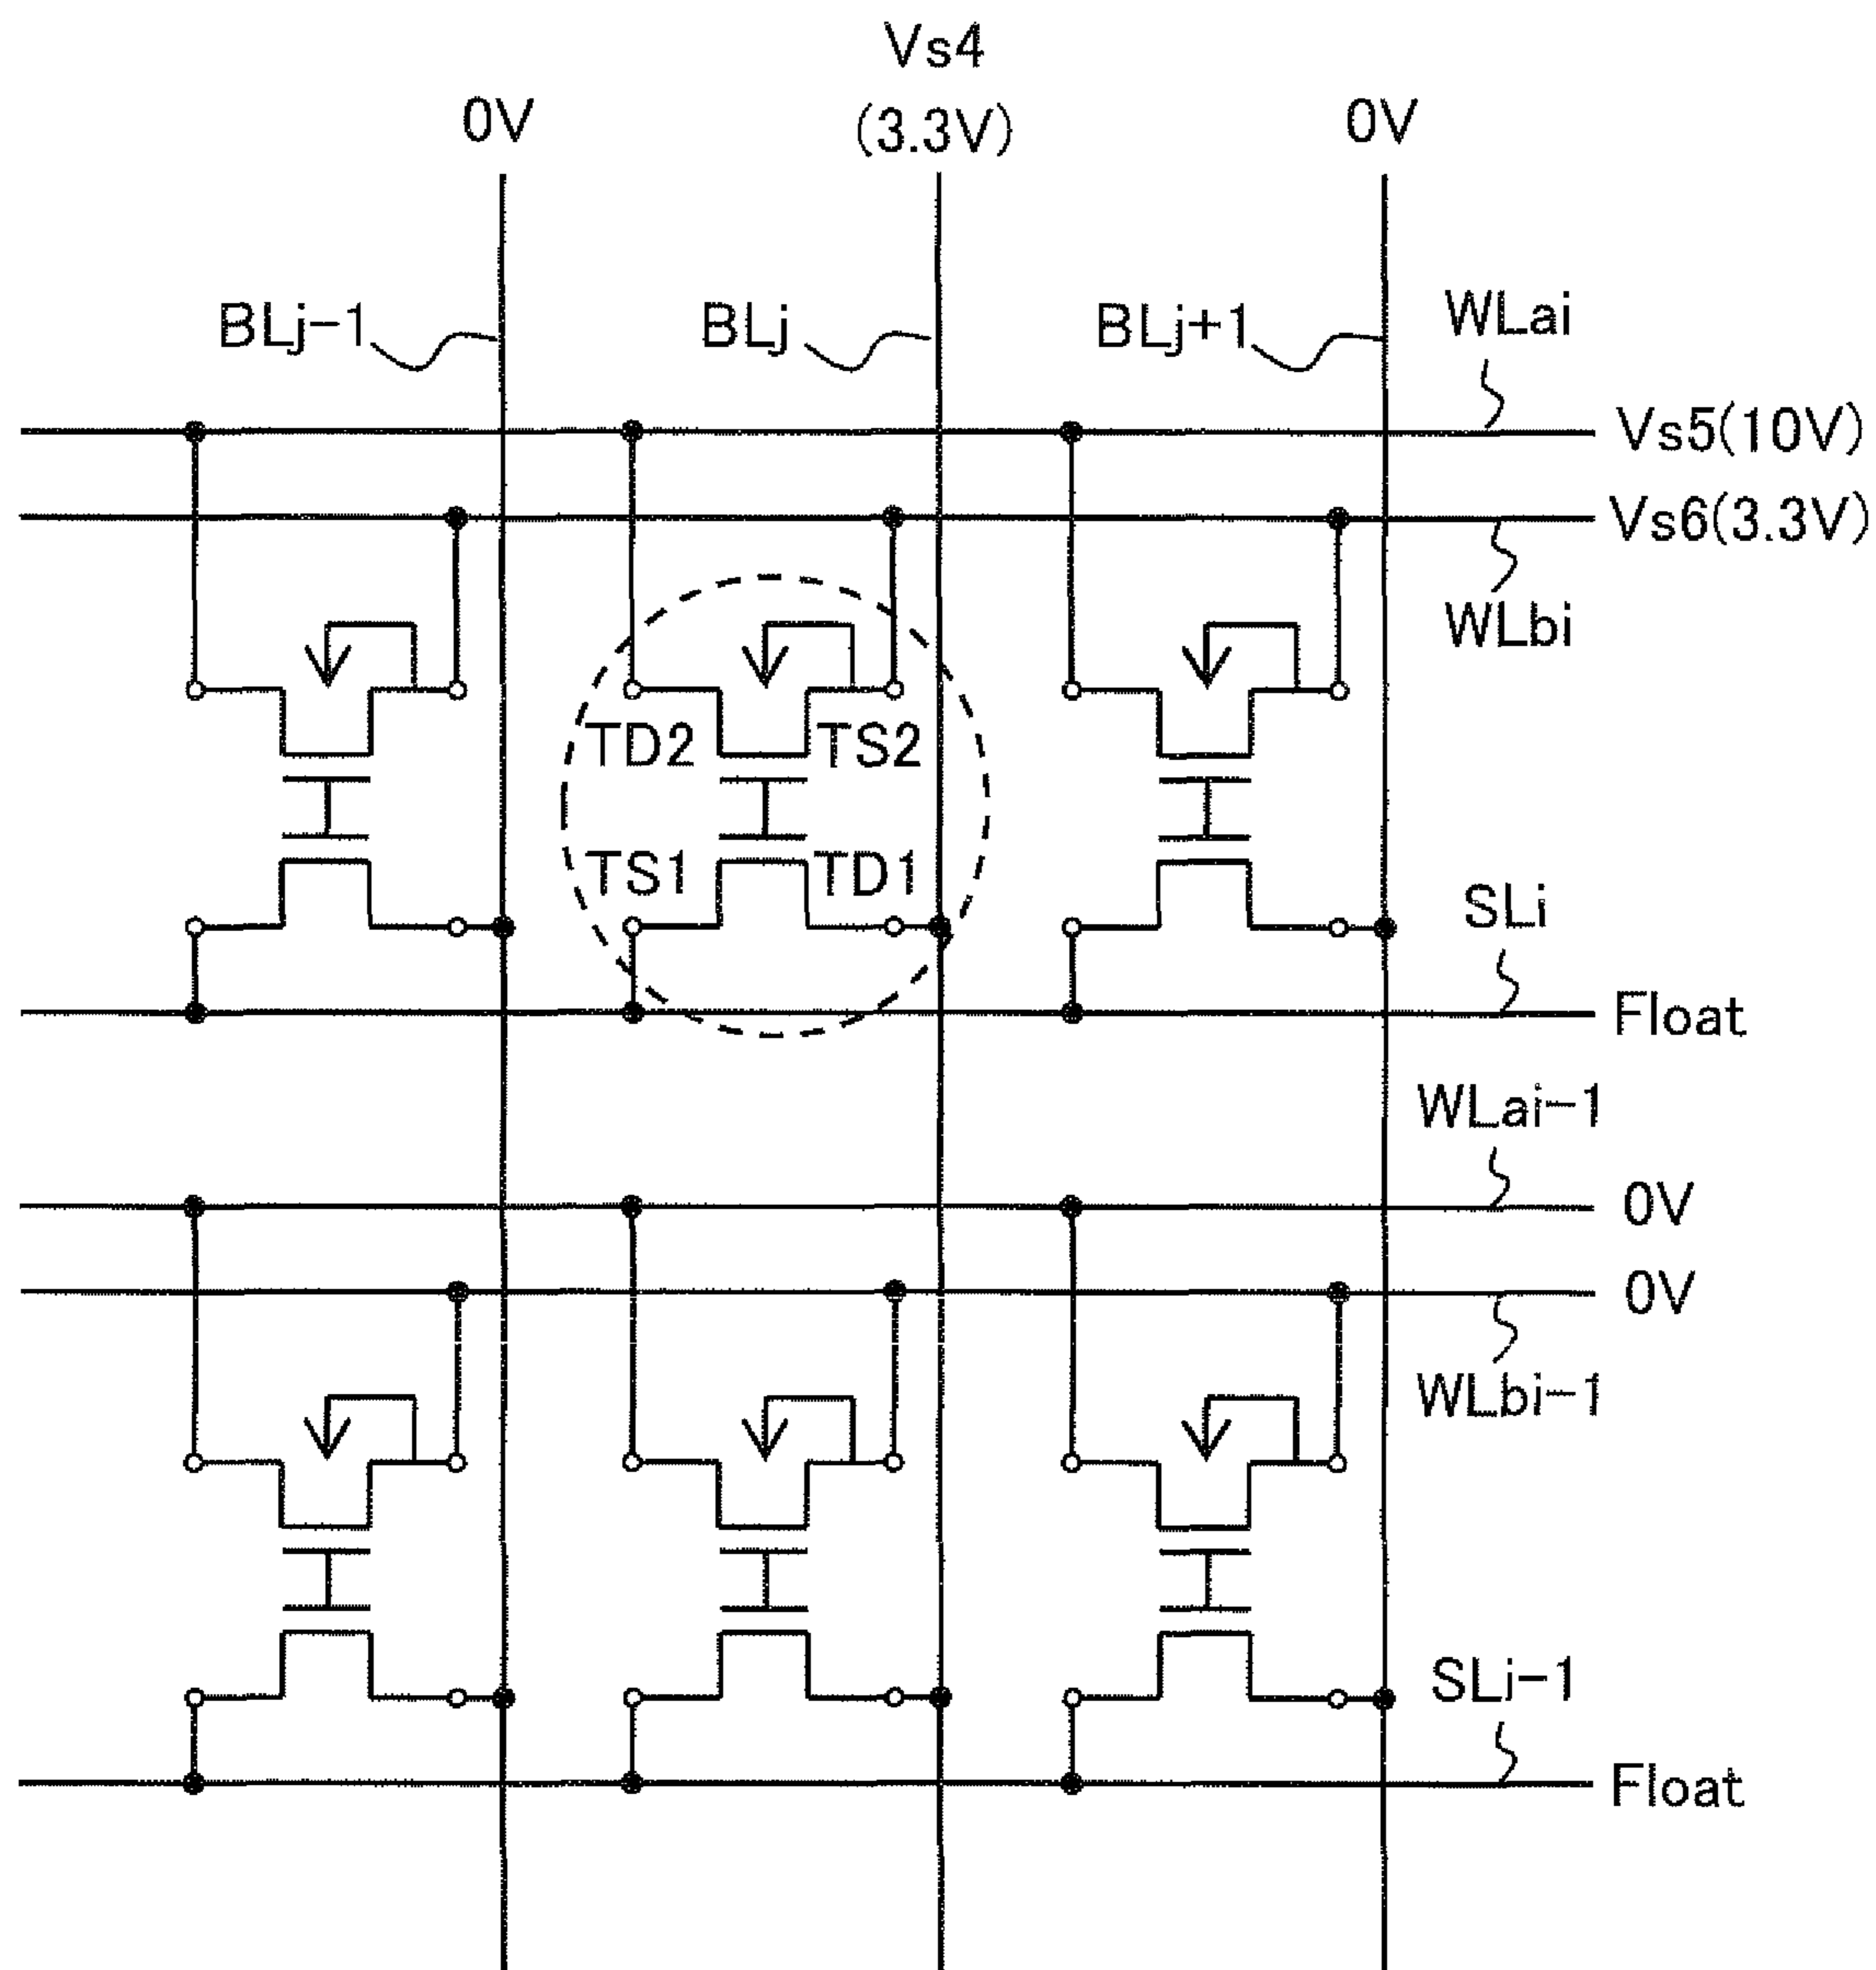 Vs4
0V
(3.3V)
0V
BLj-1
BLj
BLj+1
WLai
Vs5(10V)
Vs6(3.3V)
WLbi
TD2
TS2
TS1
TD1
SLi
Float
WLai-1
0V
0V
WLbi-1
SLj-1
Float